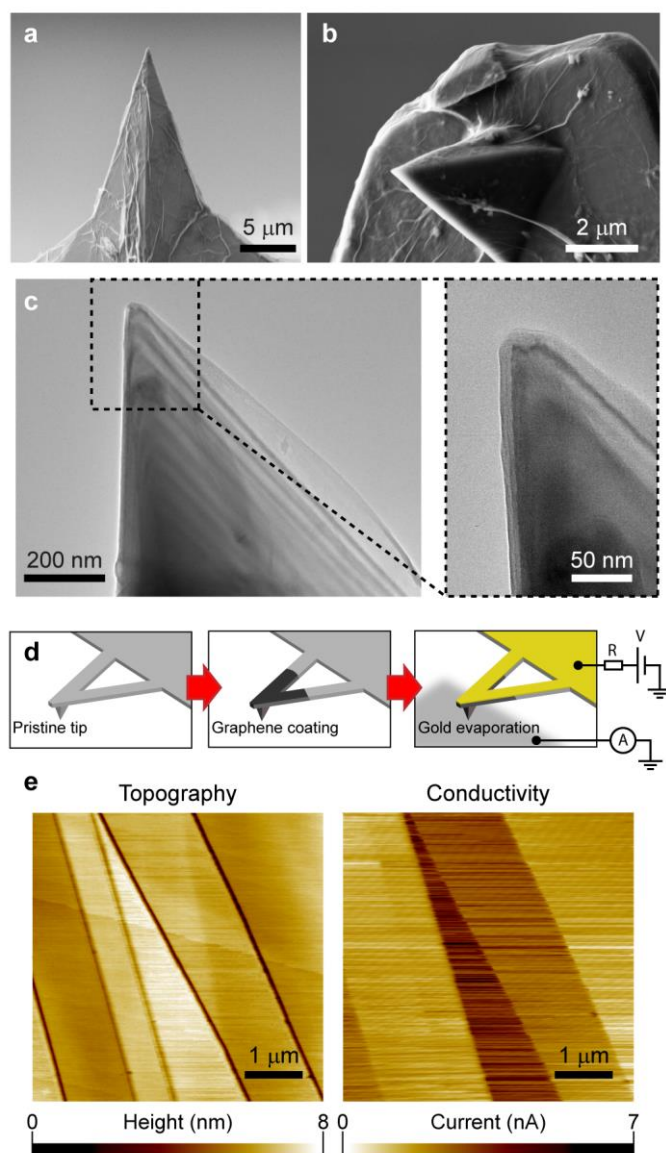 a
b
5 μm
2 μm
c
200 nm
50 nm
d
Pristine tip
Graphene coating
Gold evaporation
R
V
A
e
Topography
Conductivity
1 μm
1 μm
0
Height (nm)
8
0
Current (nA)
7